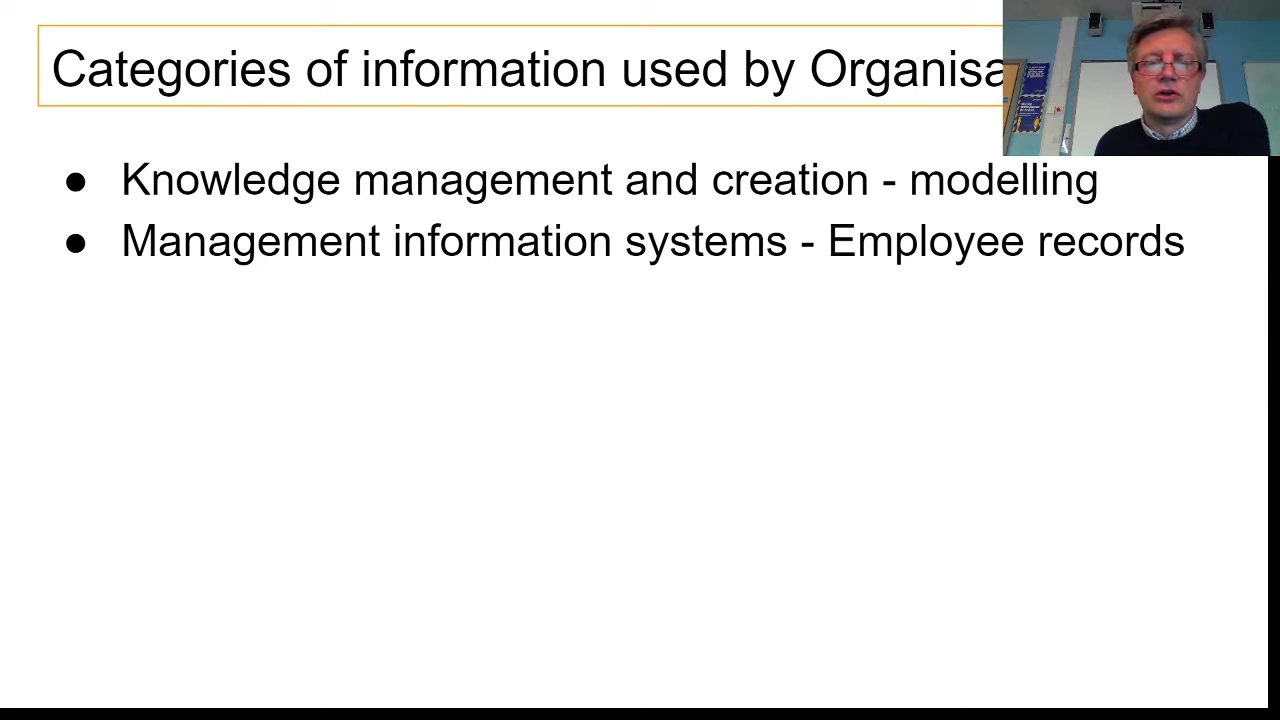 Categories of information used by Organisa
● Knowledge management and creation - modelling
● Management information systems - Employee records